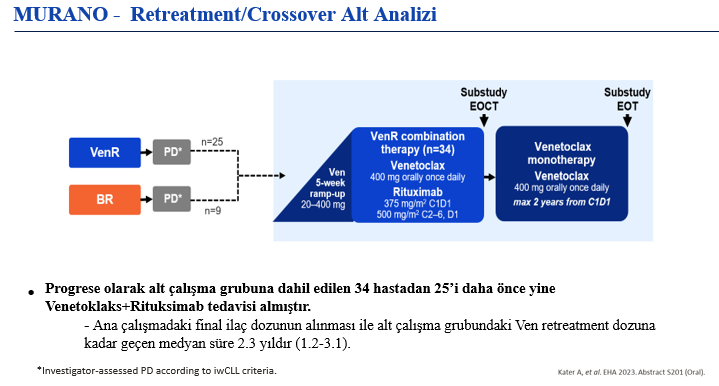 MURANO - Retreatment/Crossover Alt Analizi
Substudy
EOCT
Substudy
EOT
VenR
PD*
n=25
BR
PD*
n=9
Ven
5-week
ramp-up
20–400 mg
VenR combination
therapy (n=34)
Venetoclax
400 mg orally once daily
Rituximab
375 mg/m² C1D1
500 mg/m² C2–6, D1
Venetoclax
monotherapy
Venetoclax
400 mg orally once daily
max 2 years from C1D1
• Progrese olarak alt çalışma grubuna dahil edilen 34 hastadan 25’i daha önce yine
Venetoklaks+Rituksimab tedavisi almıştır.
- Ana çalışmadaki final ilaç dozunun alınması ile alt çalışma grubundaki Ven retreatment dozuna
kadar geçen medyan süre 2.3 yıldır (1.2-3.1).
*Investigator-assessed PD according to iwCLL criteria.
Kater A, et al. EHA 2023. Abstract S201 (Oral).